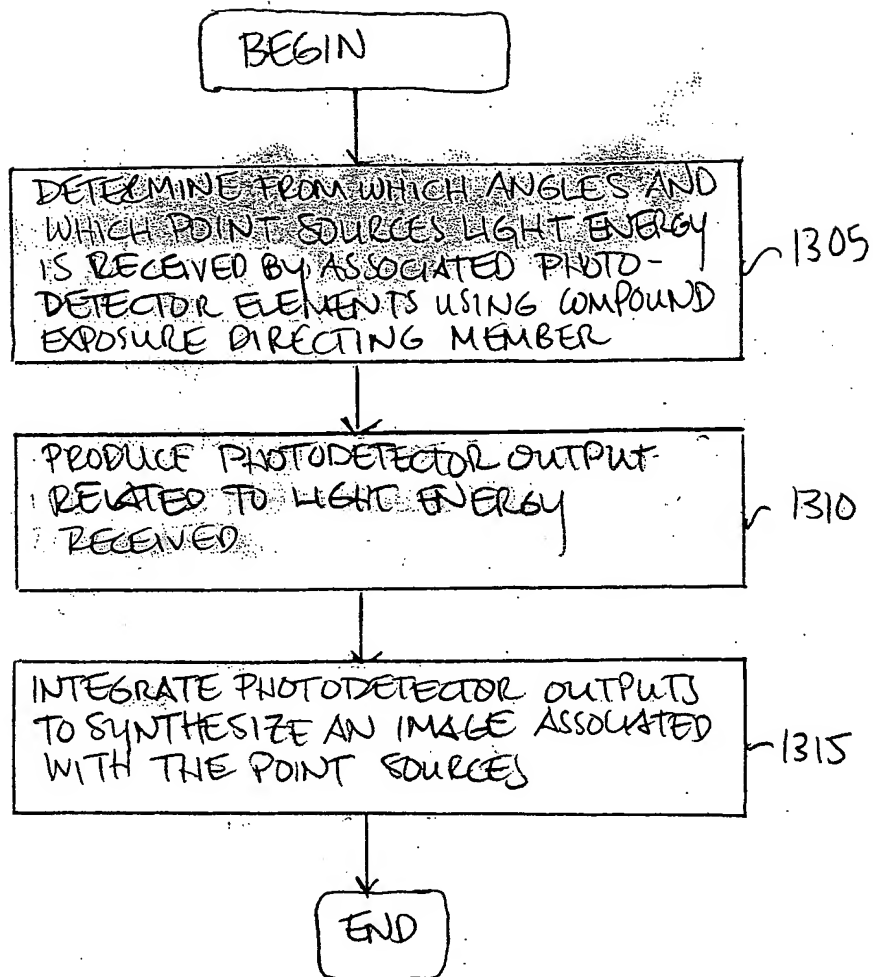 BEGIN
DETERMINE FROM WHICH ANGLES AND
WHICH POINT SOURCES LIGHT ENERGY
IS RECEIVED BY ASSOCIATED PHOTO-
DETECTOR ELEMENTS USING COMPOUND
EXPOSURE DIRECTING MEMBER
1305
PRODUCE PHOTODETECTOR OUTPUT
RELATED TO LIGHT ENERGY
RECEIVED
1310
INTEGRATE PHOTODETECTOR OUTPUTS
TO SYNTHESIZE AN IMAGE ASSOCIATED
WITH THE POINT SOURCES
1315
END